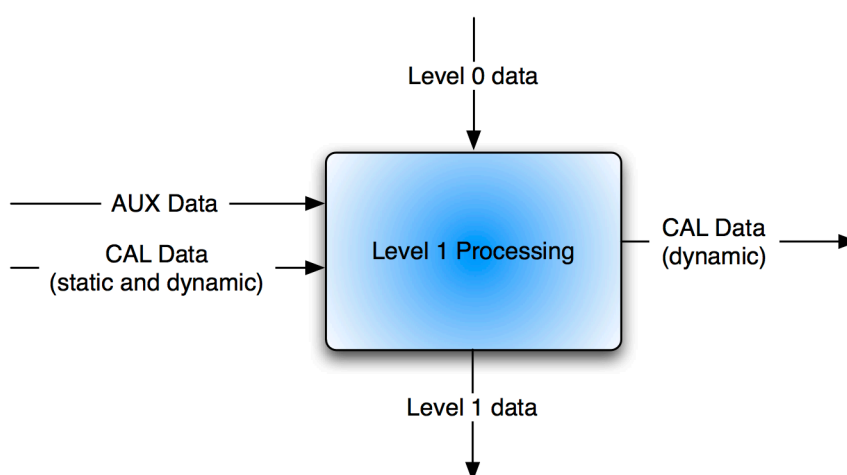 Level 0 data
AUX Data
CAL Data
(static and dynamic)
Level 1 Processing
CAL Data
(dynamic)
Level 1 data